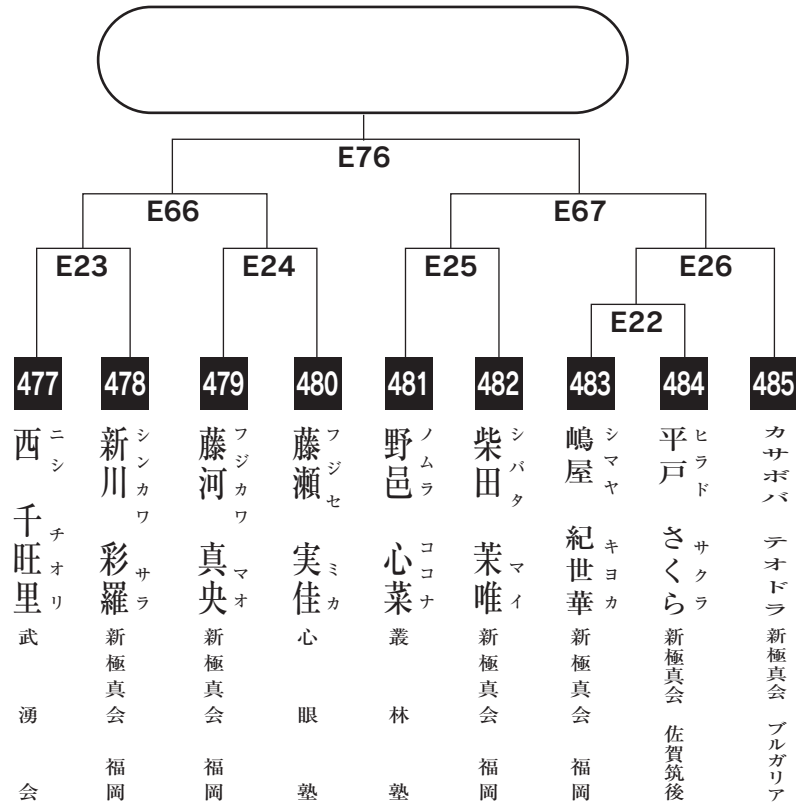 E76
E66
E67
E23
E24
E25
E26
E22
477
478
479
480
481
482
483
484
485
西 千旺里
ニシ チオリ
武湧会
新川 彩羅
シンカワ サラ
新極真会 福岡
藤河 真央
フジカワ マオ
新極真会 福岡
藤瀬 実佳
フジセ ミカ
心眼塾
野邑 心菜
ノムラ ココナ
叢林塾
柴田 茉唯
シバタ マイ
新極真会 福岡
嶋屋 紀世華
シマヤ キヨカ
新極真会 福岡
平戸 さくら
ヒラド サクラ
新極真会 佐賀筑後
カサボバ テオドラ
新極真会 ブルガリア